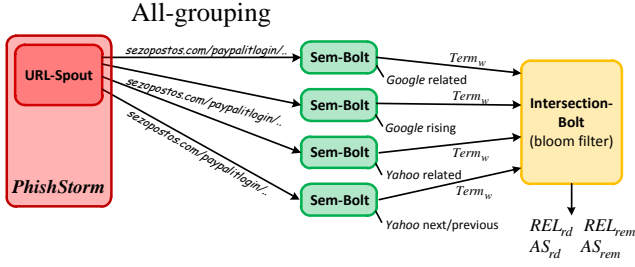 All-grouping
sezopostos.com/paypalitlogin/..
URL-Spout
PhishStorm
sezopostos.com/paypalitlogin/..
sezopostos.com/paypalitlogin/..
sezopostos.com/paypalitlogin/..
Sem-Bolt
Google related
Sem-Bolt
Google rising
Sem-Bolt
Yahoo related
Sem-Bolt
Yahoo next/previous
Term_w
Term_w
Term_w
Term_w
Intersection-
Bolt
(bloom filter)
REL_rd REL_rem
AS_rd AS_rem